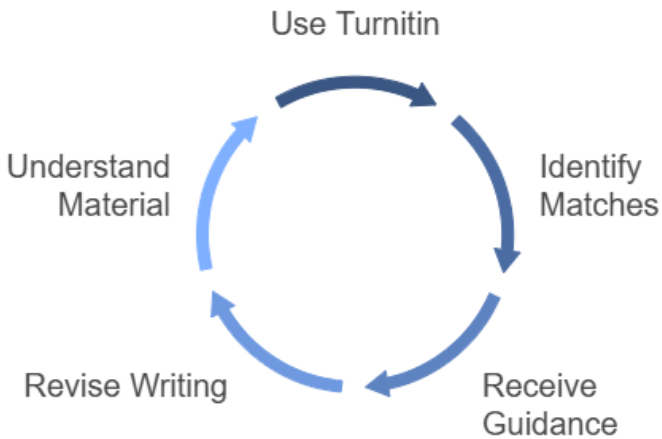 Use Turnitin
Identify
Matches
Receive
Guidance
Revise Writing
Understand
Material